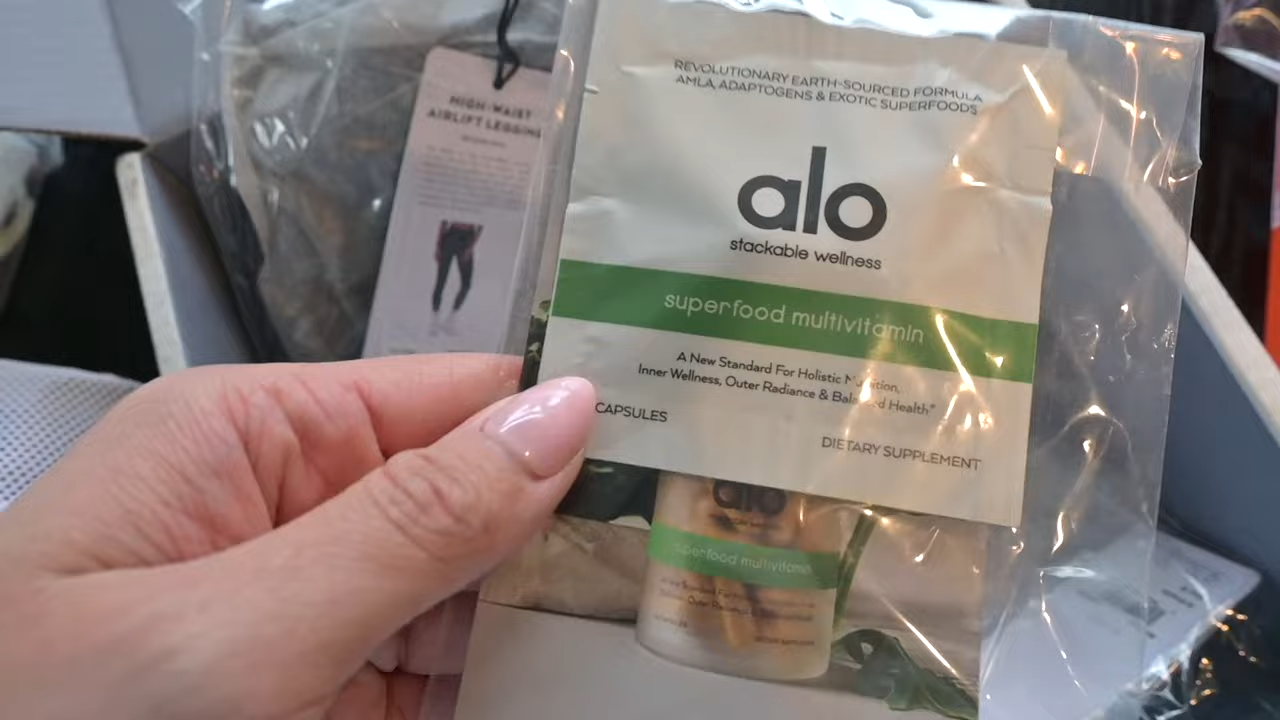 HIGH-WAIST
AIRLIFT LEGGING
REVOLUTIONARY EARTH-SOURCED FORMULA
AMLA, ADAPTOGENS & EXOTIC SUPERFOODS
alo
stackable wellness
superfood multivitamin
A New Standard For Holistic
Inner Wellness, Outer Radiance & Health*
CAPSULES
DIETARY SUPPLEMENT
alo
superfood multivitamin